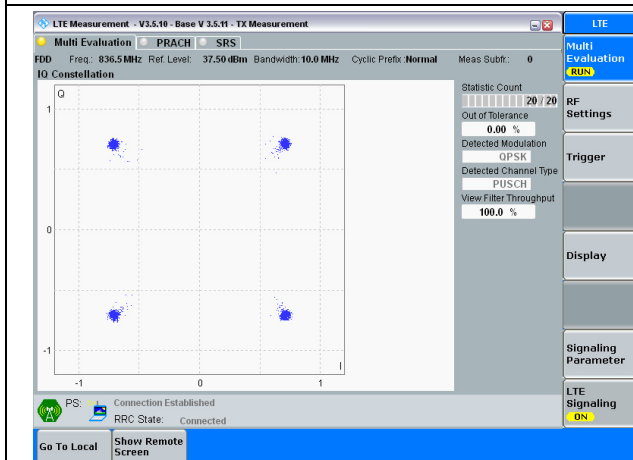 LTE Measurement - V3.5.10 - Base V 3.5.11 - TX Measurement
LTE
Multi Evaluation PRACH SRS
FDD Freq.: 836.5 MHz Ref. Level: 37.50 dBm Bandwidth: 10.0 MHz Cyclic Prefix :Normal Meas Subfr.: 0
IQ Constellation
Q
1
0
-1
-1 0 1
I
Statistic Count
20 / 20
Out of Tolerance
0.00 %
Detected Modulation
QPSK
Detected Channel Type
PUSCH
View Filter Throughput
100.0 %
Multi
Evaluation
RUN
RF
Settings
Trigger
Display
Signaling
Parameter
LTE
Signaling
ON
PS: Connection Established
RRC State: Connected
Go To Local
Show Remote
Screen